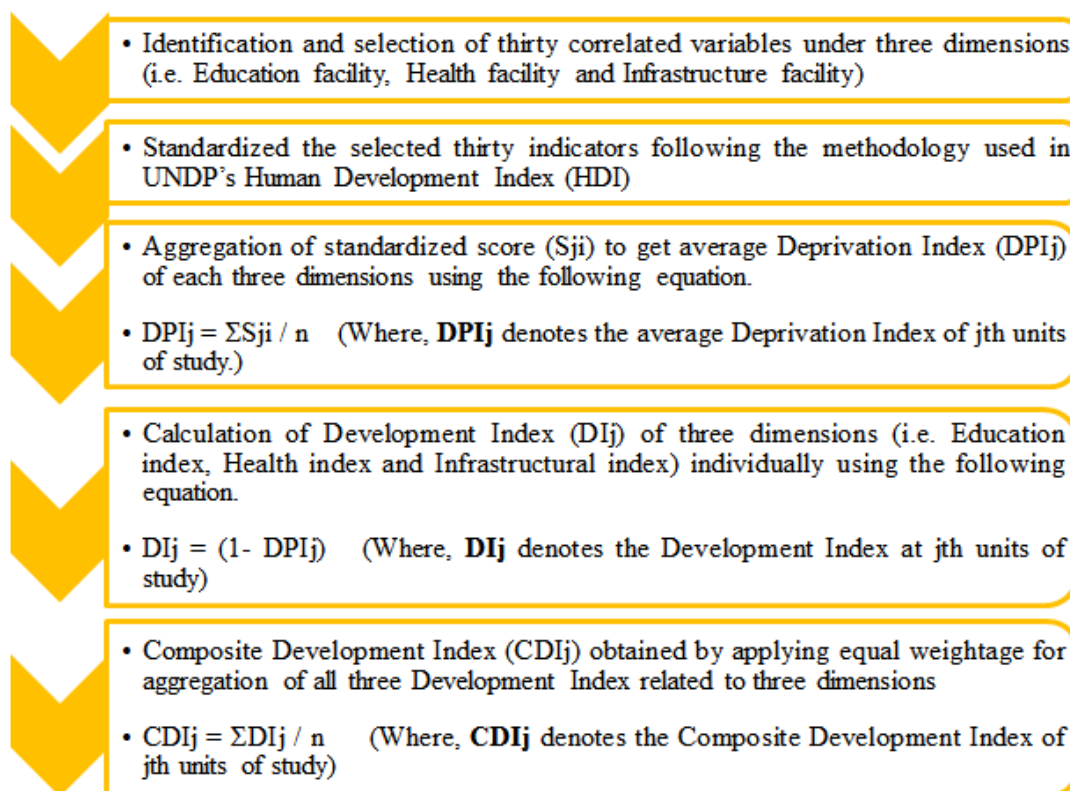 • Identification and selection of thirty correlated variables under three dimensions
(i.e. Education facility, Health facility and Infrastructure facility)
• Standardized the selected thirty indicators following the methodology used in
UNDP's Human Development Index (HDI)
• Aggregation of standardized score (Sji) to get average Deprivation Index (DPIj)
of each three dimensions using the following equation.
• DPIj = ΣSji / n (Where, DPIj denotes the average Deprivation Index of jth units
of study.)
• Calculation of Development Index (DIj) of three dimensions (i.e. Education
index, Health index and Infrastructural index) individually using the following
equation.
• DIj = (1- DPIj) (Where, DIj denotes the Development Index at jth units of
study)
• Composite Development Index (CDIj) obtained by applying equal weightage for
aggregation of all three Development Index related to three dimensions
• CDIj = ΣDIj / n (Where, CDIj denotes the Composite Development Index of
jth units of study)